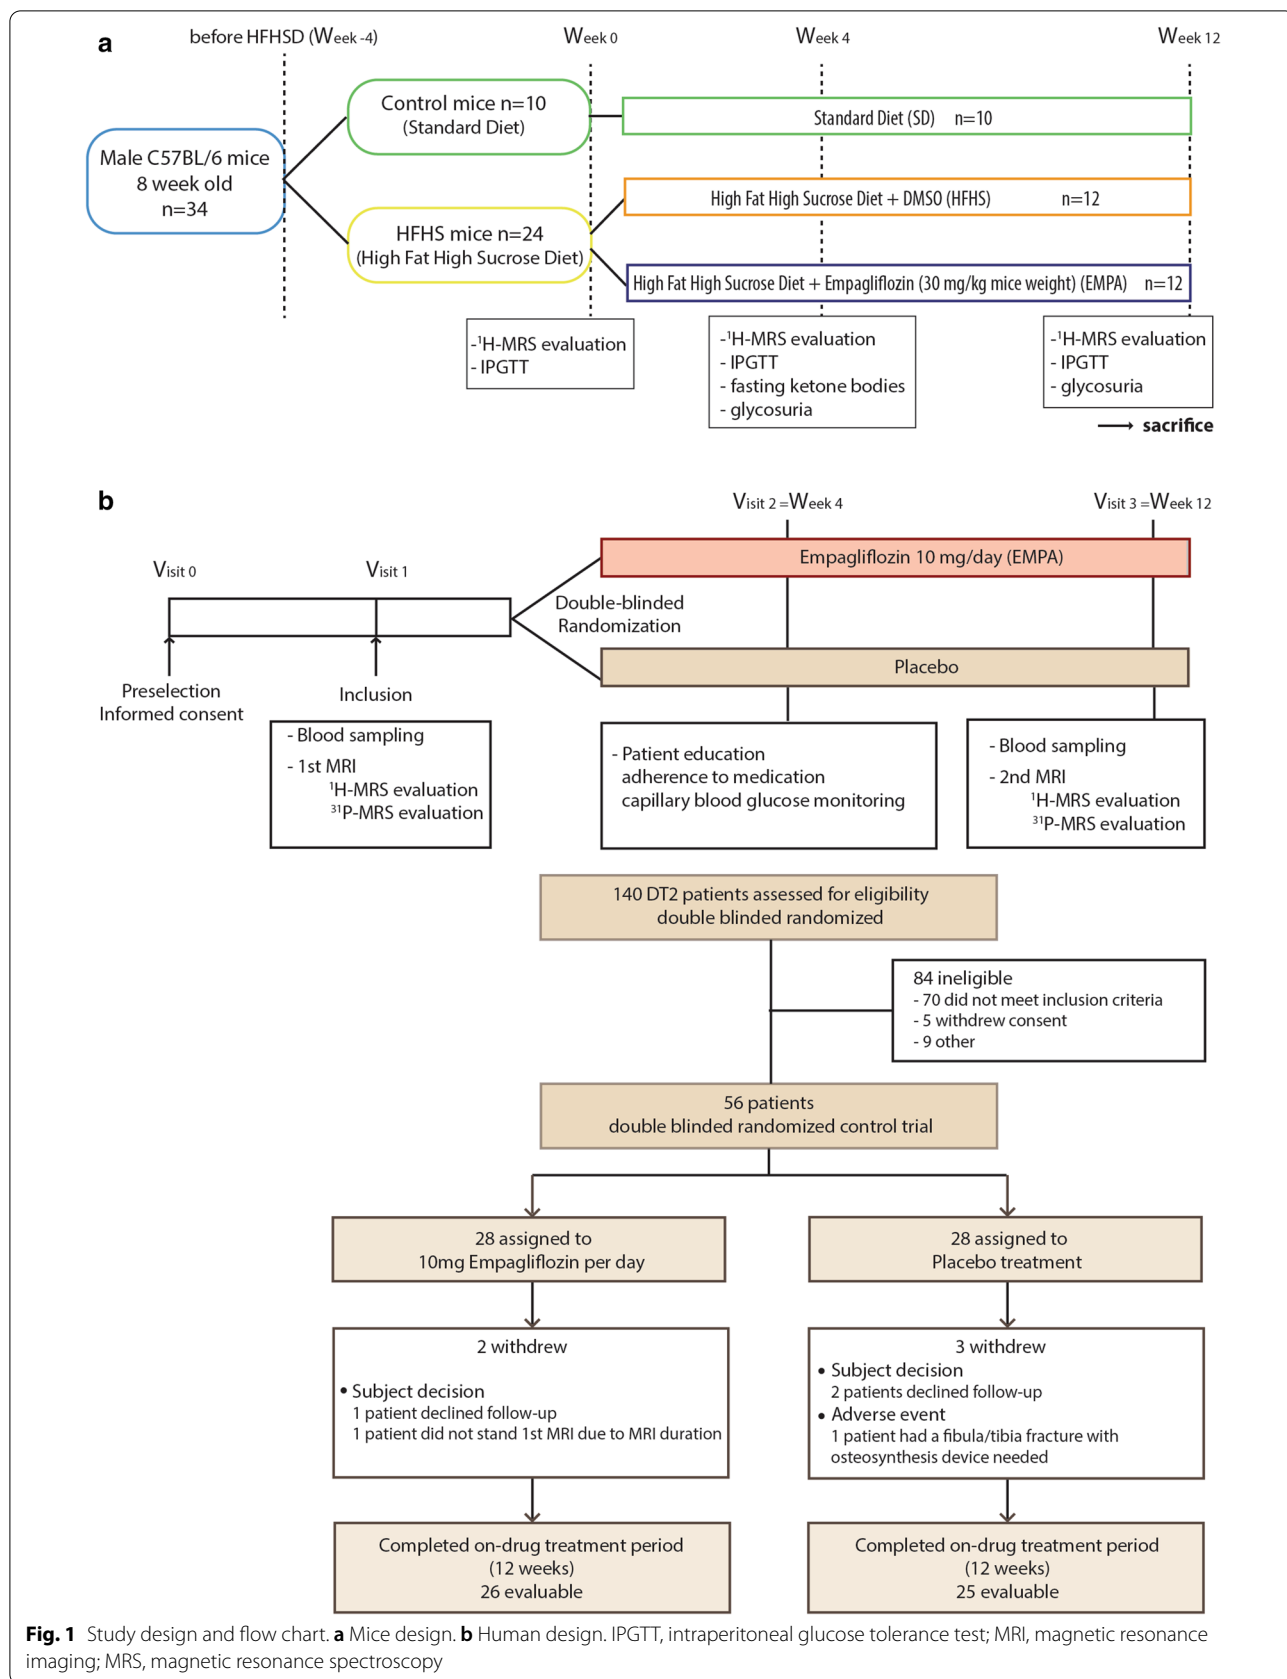 a
before HFHSD (Week -4)
Week 0
Week 4
Week 12
Male C57BL/6 mice
8 week old
n=34
Control mice n=10
(Standard Diet)
Standard Diet (SD) n=10
HFHS mice n=24
(High Fat High Sucrose Diet)
High Fat High Sucrose Diet + DMSO (HFHS) n=12
High Fat High Sucrose Diet + Empagliflozin (30 mg/kg mice weight) (EMPA) n=12
-¹H-MRS evaluation
- IPGTT
-¹H-MRS evaluation
- IPGTT
- fasting ketone bodies
- glycosuria
-¹H-MRS evaluation
- IPGTT
- glycosuria
sacrifice
b
Visit 0
Visit 1
Visit 2 =Week 4
Visit 3 =Week 12
Empagliflozin 10 mg/day (EMPA)
Double-blinded
Randomization
Placebo
Preselection
Informed consent
Inclusion
- Blood sampling
- 1st MRI
¹H-MRS evaluation
³¹P-MRS evaluation
- Patient education
adherence to medication
capillary blood glucose monitoring
- Blood sampling
- 2nd MRI
¹H-MRS evaluation
³¹P-MRS evaluation
140 DT2 patients assessed for eligibility
double blinded randomized
84 ineligible
- 70 did not meet inclusion criteria
- 5 withdrew consent
- 9 other
56 patients
double blinded randomized control trial
28 assigned to
10mg Empagliflozin per day
28 assigned to
Placebo treatment
2 withdrew
• Subject decision
1 patient declined follow-up
1 patient did not stand 1st MRI due to MRI duration
3 withdrew
• Subject decision
2 patients declined follow-up
• Adverse event
1 patient had a fibula/tibia fracture with
osteosynthesis device needed
Completed on-drug treatment period
(12 weeks)
26 evaluable
Completed on-drug treatment period
(12 weeks)
25 evaluable
Fig. 1 Study design and flow chart. a Mice design. b Human design. IPGTT, intraperitoneal glucose tolerance test; MRI, magnetic resonance
imaging; MRS, magnetic resonance spectroscopy